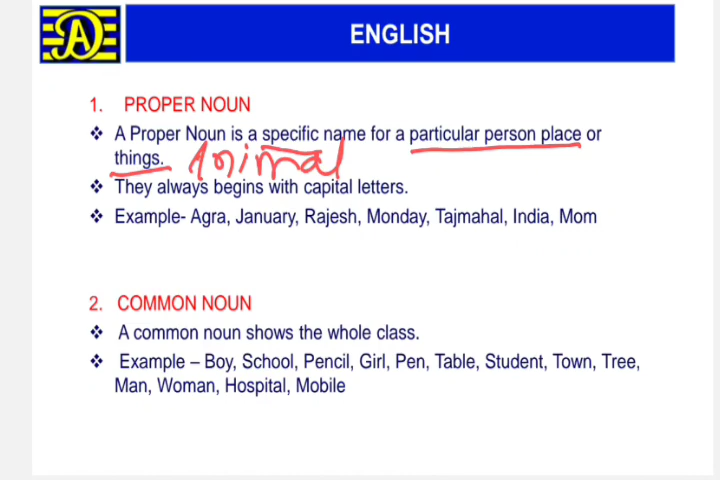 AD
ENGLISH
1. PROPER NOUN
❖ A Proper Noun is a specific name for a particular person place or
things. Animal
❖ They always begins with capital letters.
❖ Example- Agra, January, Rajesh, Monday, Tajmahal, India, Mom
2. COMMON NOUN
❖ A common noun shows the whole class.
❖ Example – Boy, School, Pencil, Girl, Pen, Table, Student, Town, Tree,
Man, Woman, Hospital, Mobile